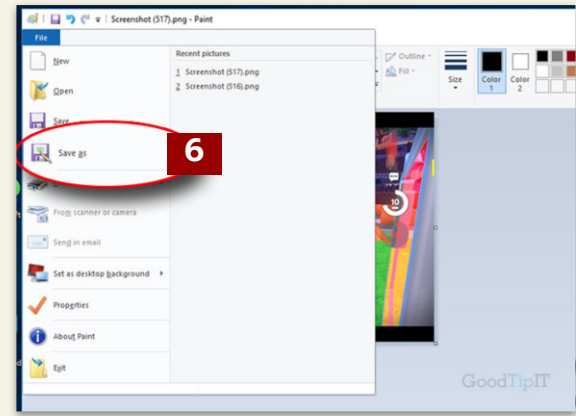 Screenshot (517).png - Paint
File
New
Open
Save
Save as
From scanner or camera
Send in email
Set as desktop background
Properties
About Paint
Exit
Recent pictures
1 Screenshot (517).png
2 Screenshot (516).png
6
Outline
Fill
Size
Color 1
Color 2
10
GoodTipIT